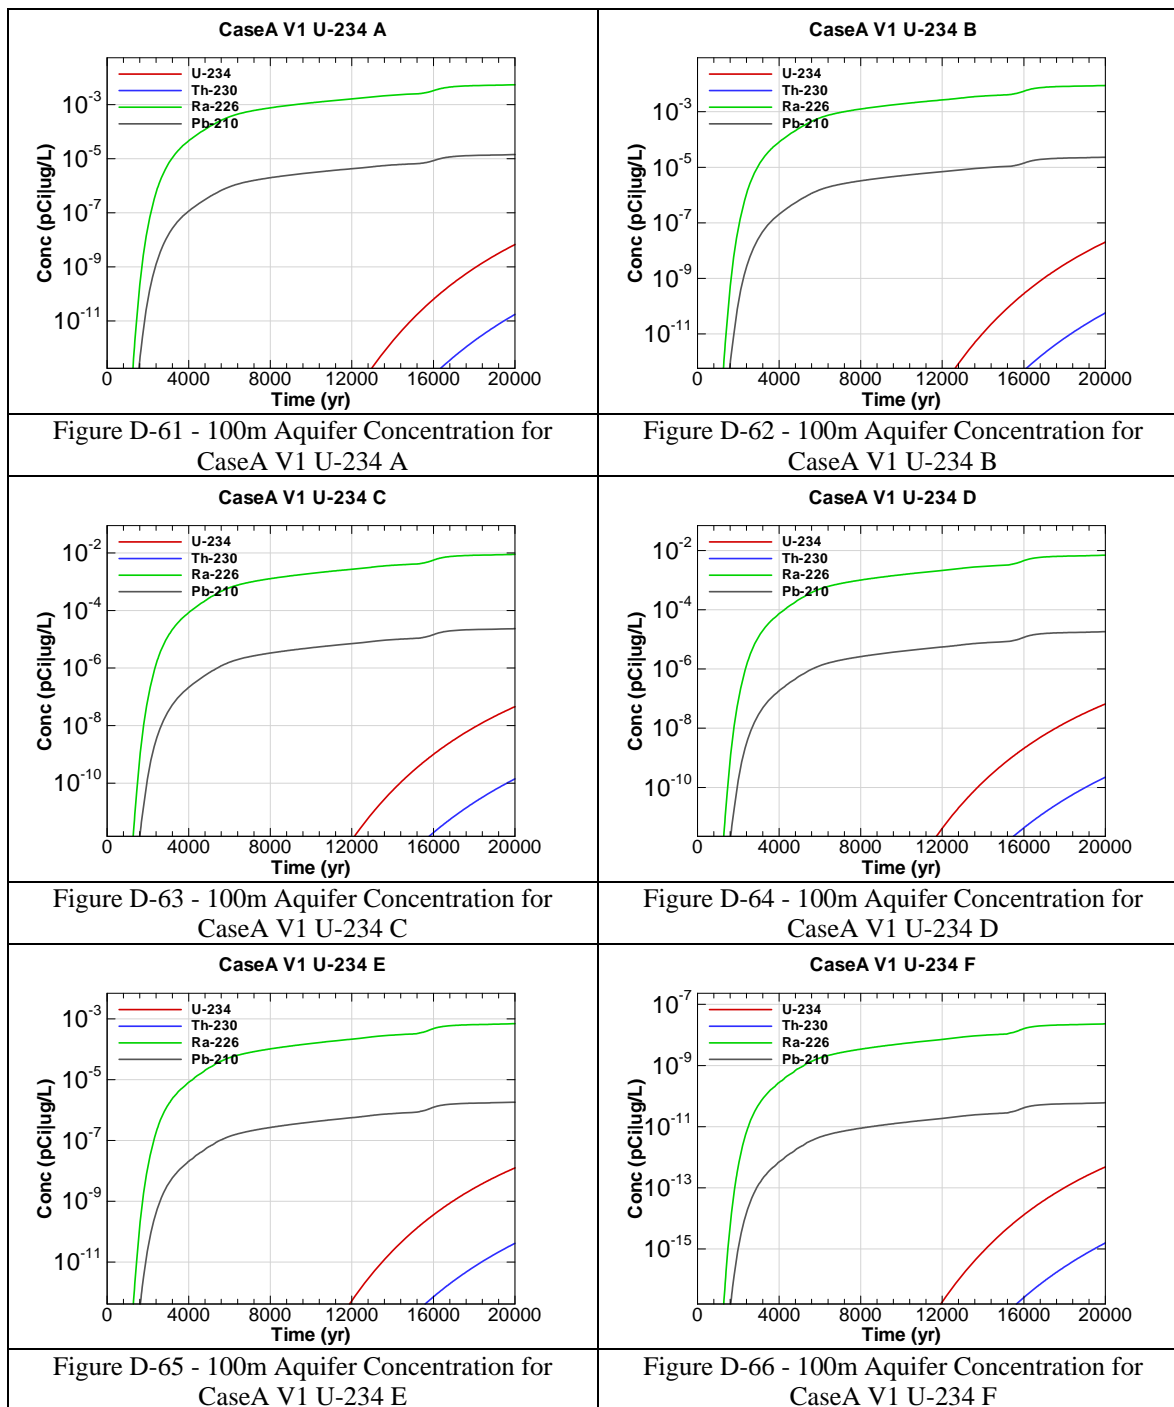 CaseA V1 U-234 A
U-234
Th-230
Ra-226
Pb-210
Conc (pCi|ug/L)
10-3
10-5
10-7
10-9
10-11
0 4000 8000 12000 16000 20000
Time (yr)
Figure D-61 - 100m Aquifer Concentration for
CaseA V1 U-234 A
CaseA V1 U-234 B
U-234
Th-230
Ra-226
Pb-210
Conc (pCi|ug/L)
10-3
10-5
10-7
10-9
10-11
0 4000 8000 12000 16000 20000
Time (yr)
Figure D-62 - 100m Aquifer Concentration for
CaseA V1 U-234 B
CaseA V1 U-234 C
U-234
Th-230
Ra-226
Pb-210
Conc (pCi|ug/L)
10-2
10-4
10-6
10-8
10-10
0 4000 8000 12000 16000 20000
Time (yr)
Figure D-63 - 100m Aquifer Concentration for
CaseA V1 U-234 C
CaseA V1 U-234 D
U-234
Th-230
Ra-226
Pb-210
Conc (pCi|ug/L)
10-2
10-4
10-6
10-8
10-10
0 4000 8000 12000 16000 20000
Time (yr)
Figure D-64 - 100m Aquifer Concentration for
CaseA V1 U-234 D
CaseA V1 U-234 E
U-234
Th-230
Ra-226
Pb-210
Conc (pCi|ug/L)
10-3
10-5
10-7
10-9
10-11
0 4000 8000 12000 16000 20000
Time (yr)
Figure D-65 - 100m Aquifer Concentration for
CaseA V1 U-234 E
CaseA V1 U-234 F
U-234
Th-230
Ra-226
Pb-210
Conc (pCi|ug/L)
10-7
10-9
10-11
10-13
10-15
0 4000 8000 12000 16000 20000
Time (yr)
Figure D-66 - 100m Aquifer Concentration for
CaseA V1 U-234 F